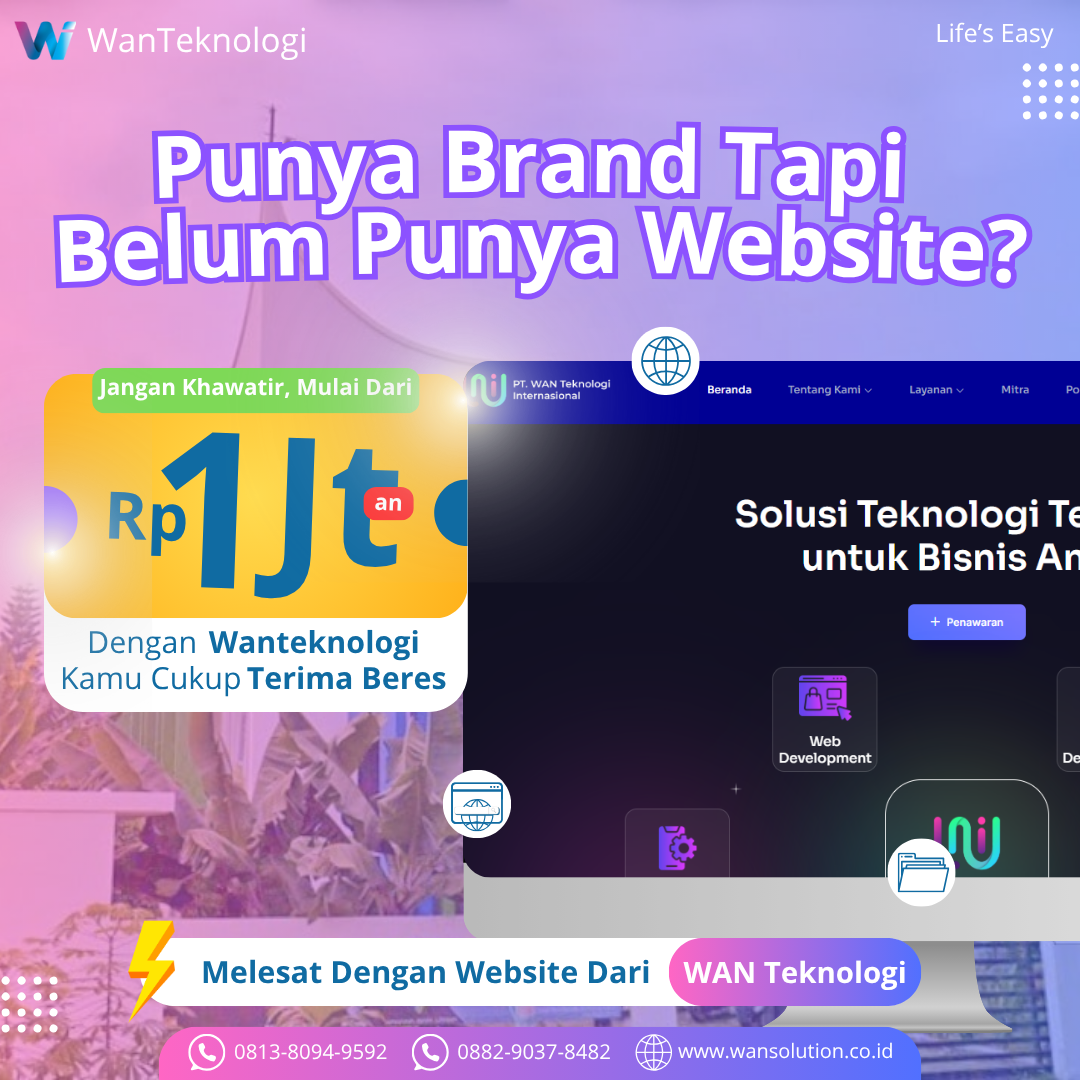 WanTeknologi
Life's Easy
Punya Brand Tapi
Belum Punya Website?
Jangan Khawatir, Mulai Dari
Rp1Jt
an
Dengan Wanteknologi
Kamu Cukup Terima Beres
PT. WAN Teknologi
Internasional
Beranda
Tentang Kami
Layanan
Mitra
Po
Solusi Teknologi Te
untuk Bisnis An
+ Penawaran
Web
Development
De
Melesat Dengan Website Dari WAN Teknologi
0813-8094-9592
0882-9037-8482
www.wansolution.co.id